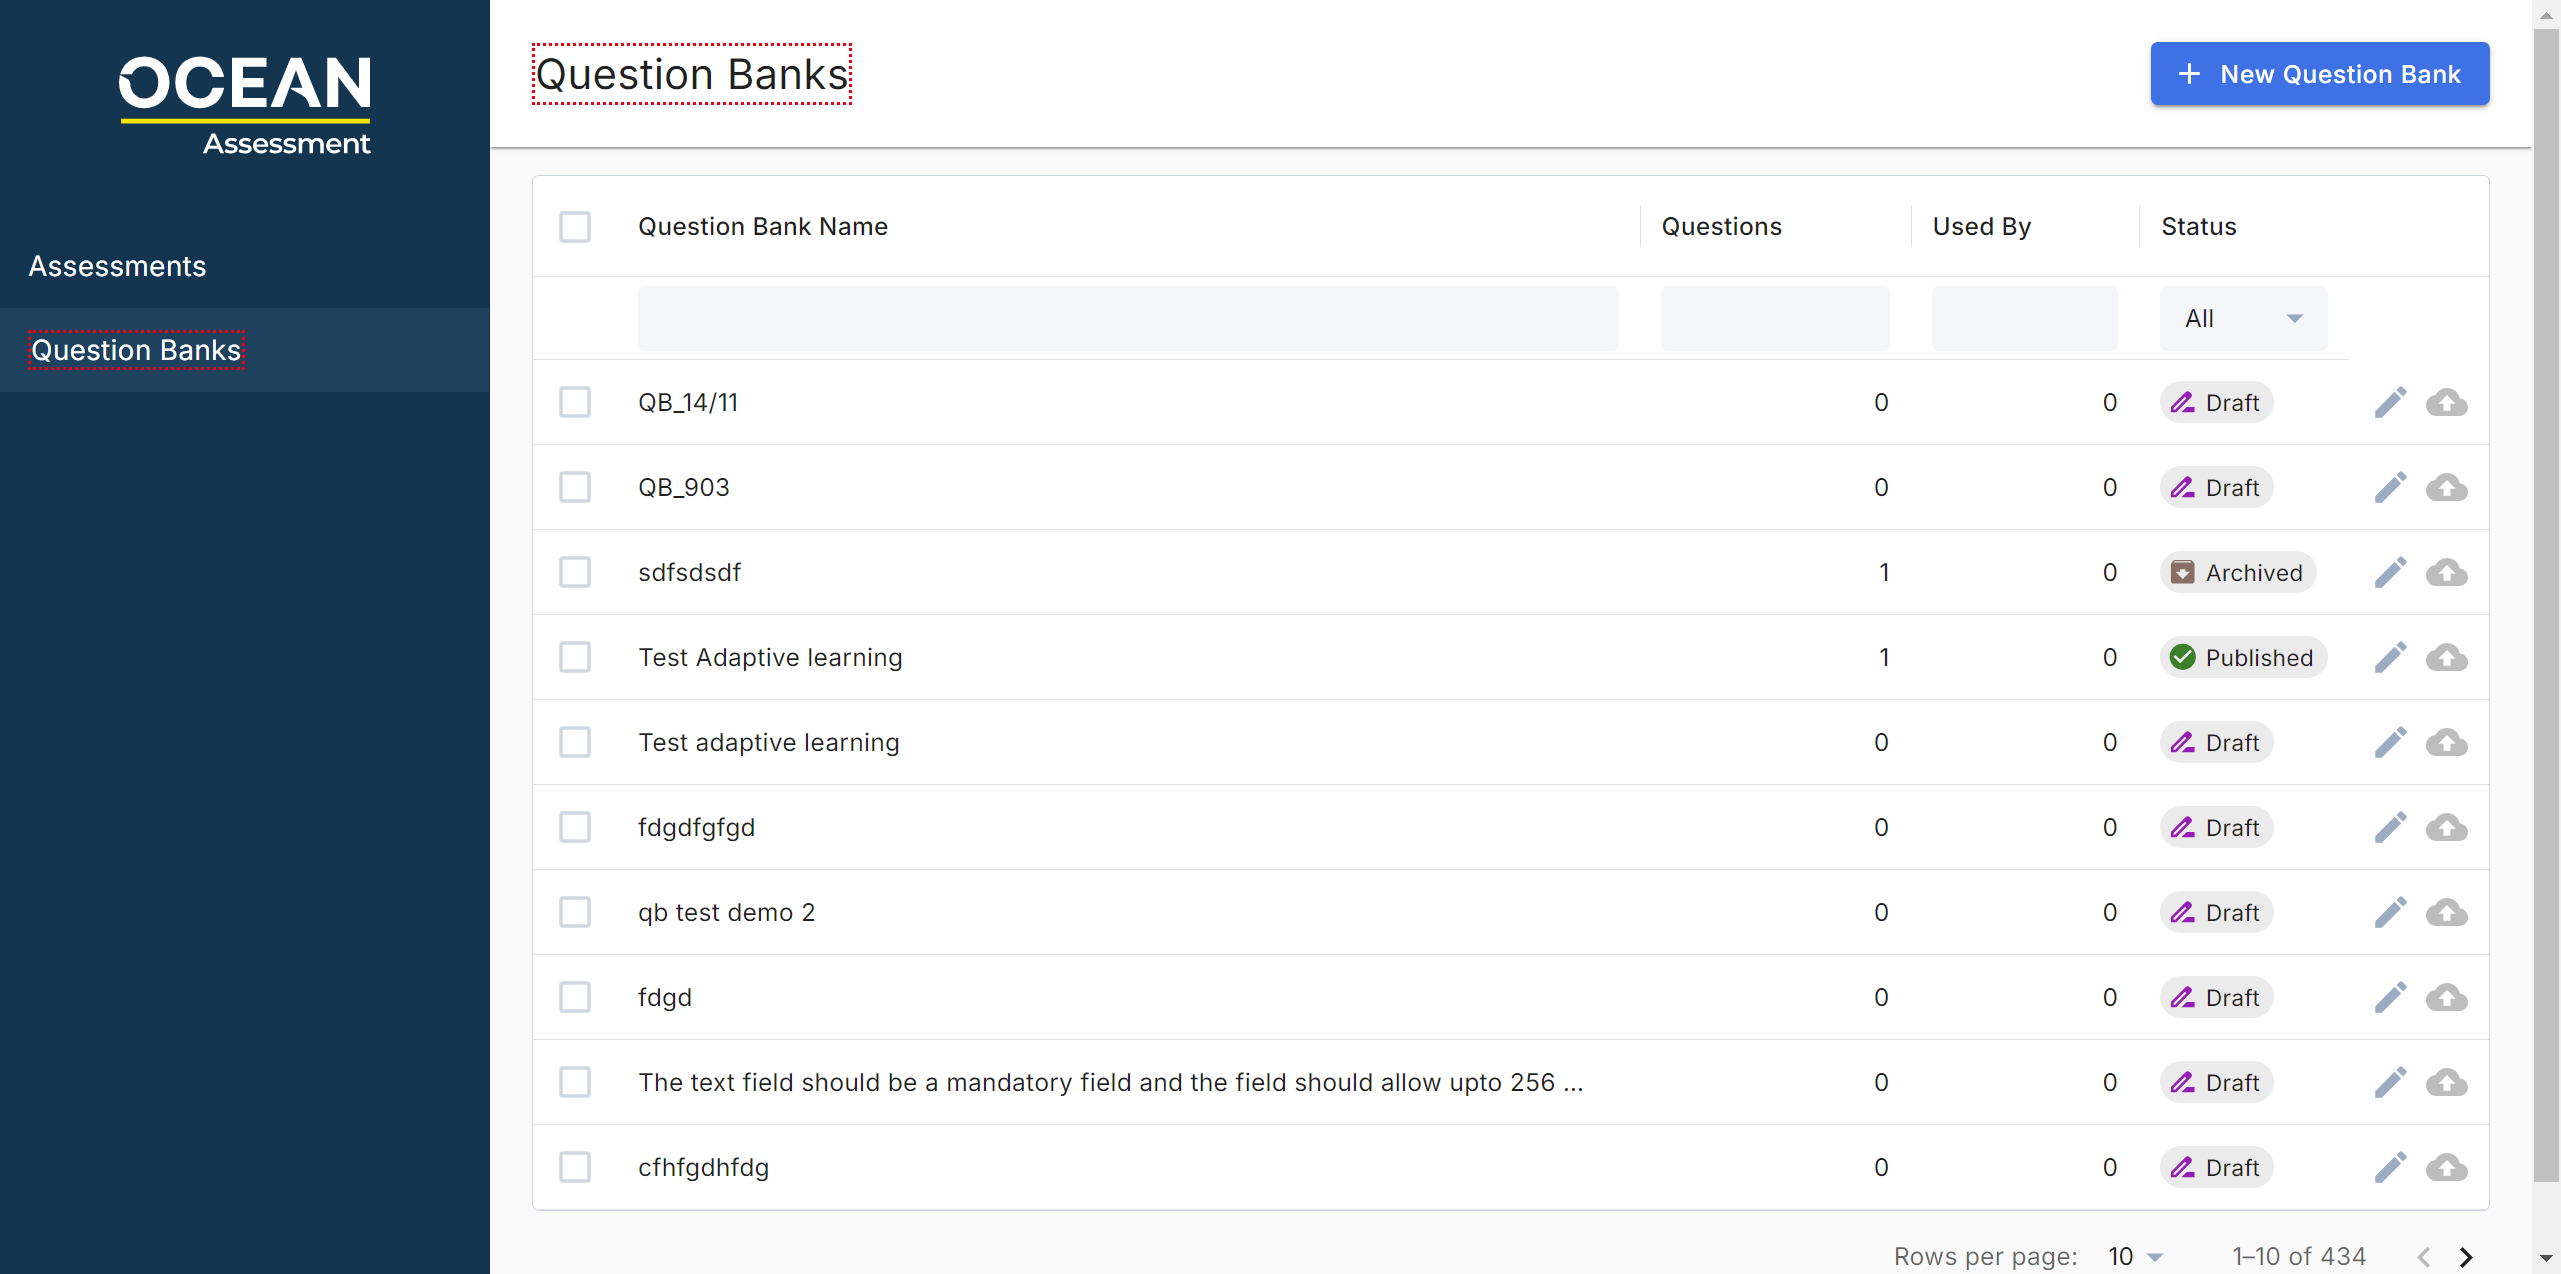 OCEAN
Assessment
Assessments
Question Banks
Question Banks
New Question Bank
Question Bank Name Questions Used By Status
All
QB_14/11 0 0 Draft
QB_903 0 0 Draft
sdfsdsdf 1 0 Archived
Test Adaptive learning 1 0 Published
Test adaptive learning 0 0 Draft
fdgdfgfgd 0 0 Draft
qb test demo 2 0 0 Draft
fdgd 0 0 Draft
The text field should be a mandatory field and the field should allow upto 256 ... 0 0 Draft
cfhfgdhfdg 0 0 Draft
Rows per page: 10 1–10 of 434